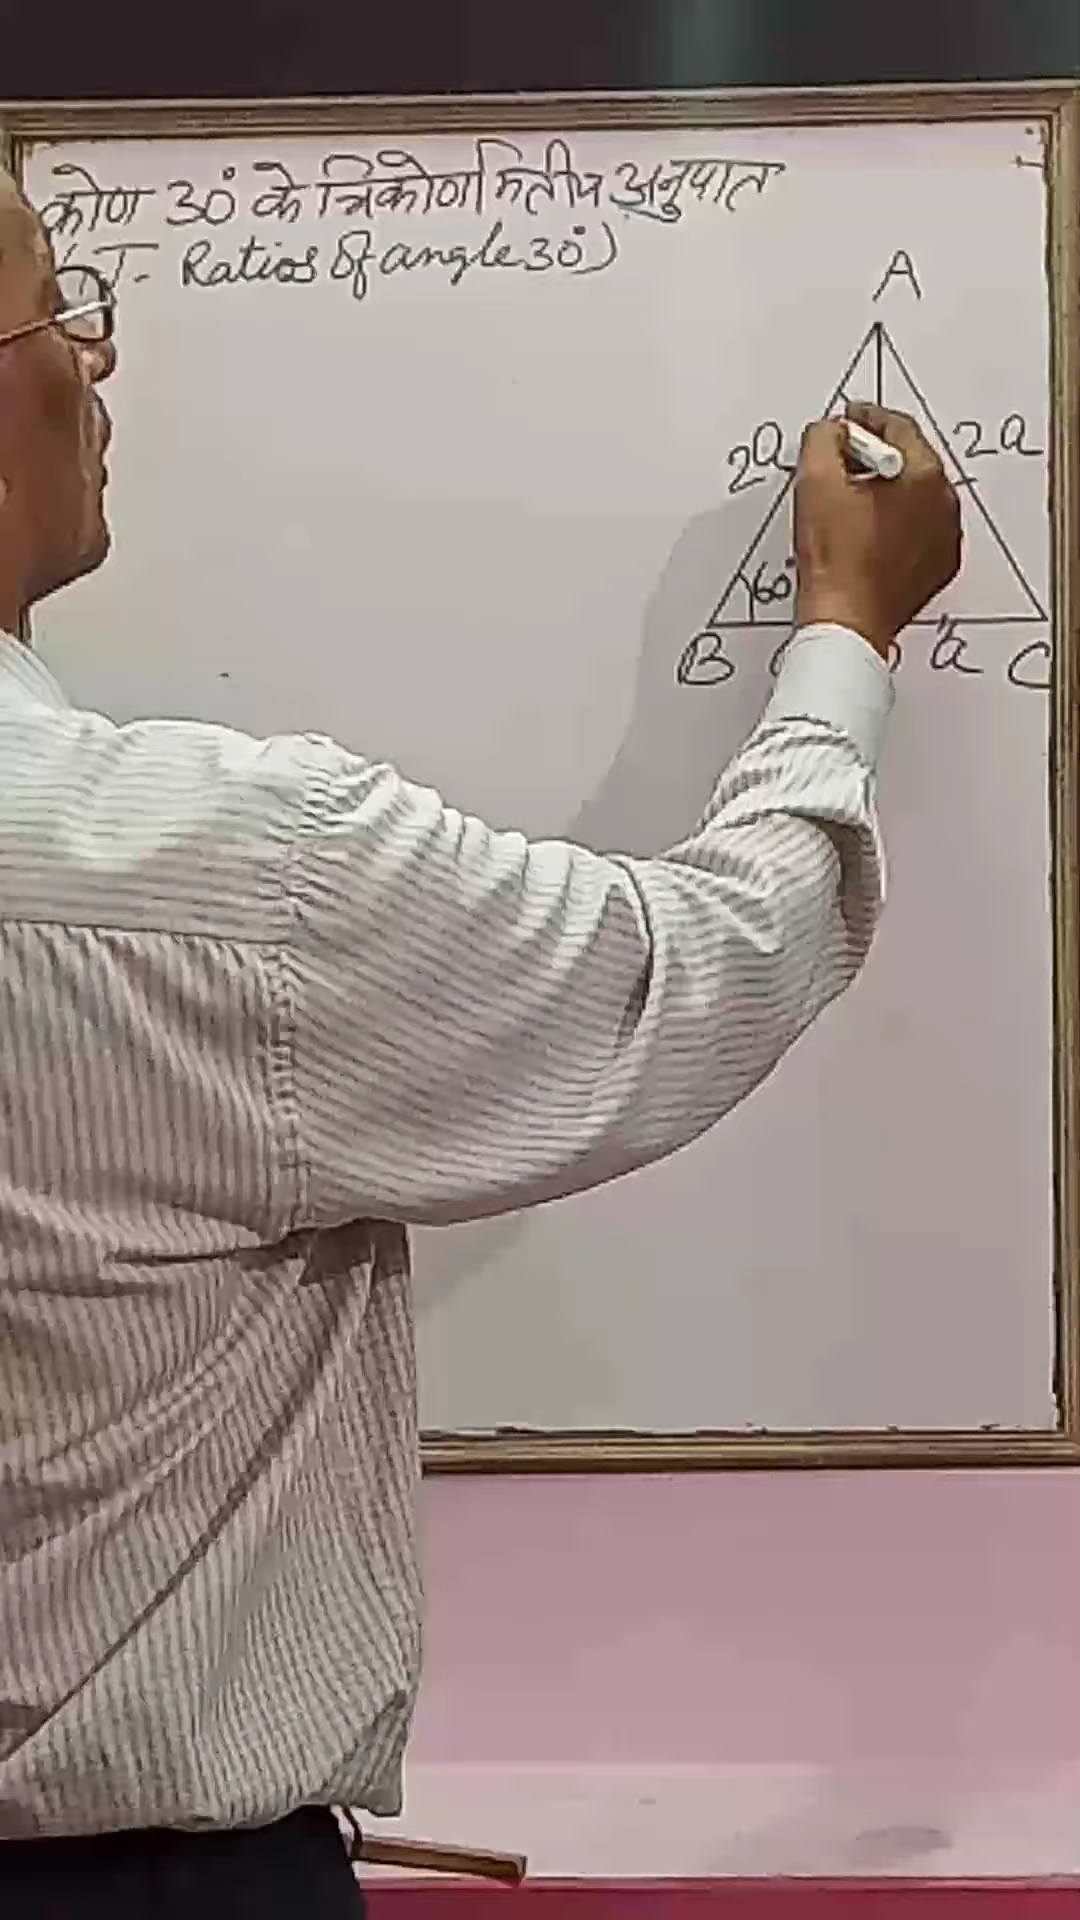 कोण 30° के त्रिकोणमितीय अनुपात
T- Ratios of angle 30°)
A
2a 2a
60°
B a C